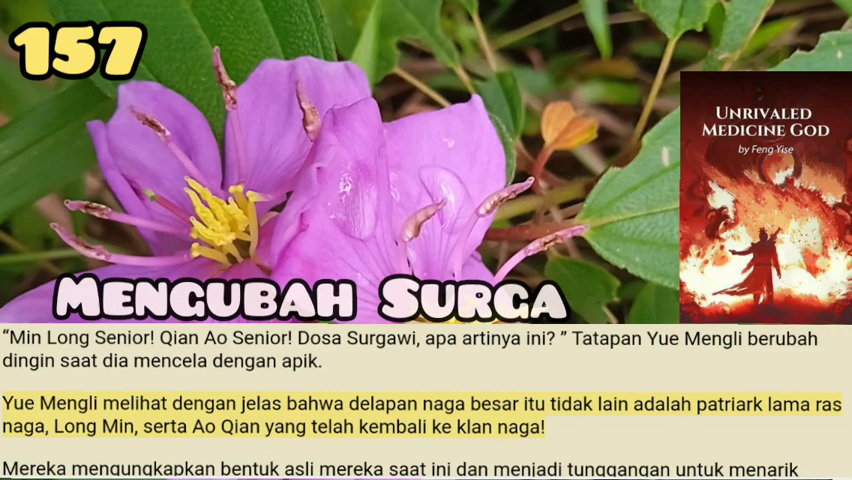 157
UNRIVALED
MEDICINE GOD
by Feng Yise
MENGUBAH SURGA
“Min Long Senior! Qian Ao Senior! Dosa Surgawi, apa artinya ini? ” Tatapan Yue Mengli berubah
dingin saat dia mencela dengan apik.
Yue Mengli melihat dengan jelas bahwa delapan naga besar itu tidak lain adalah patriark lama ras
naga, Long Min, serta Ao Qian yang telah kembali ke klan naga!
Mereka mengungkapkan bentuk asli mereka saat ini dan menjadi tunggangan untuk menarik